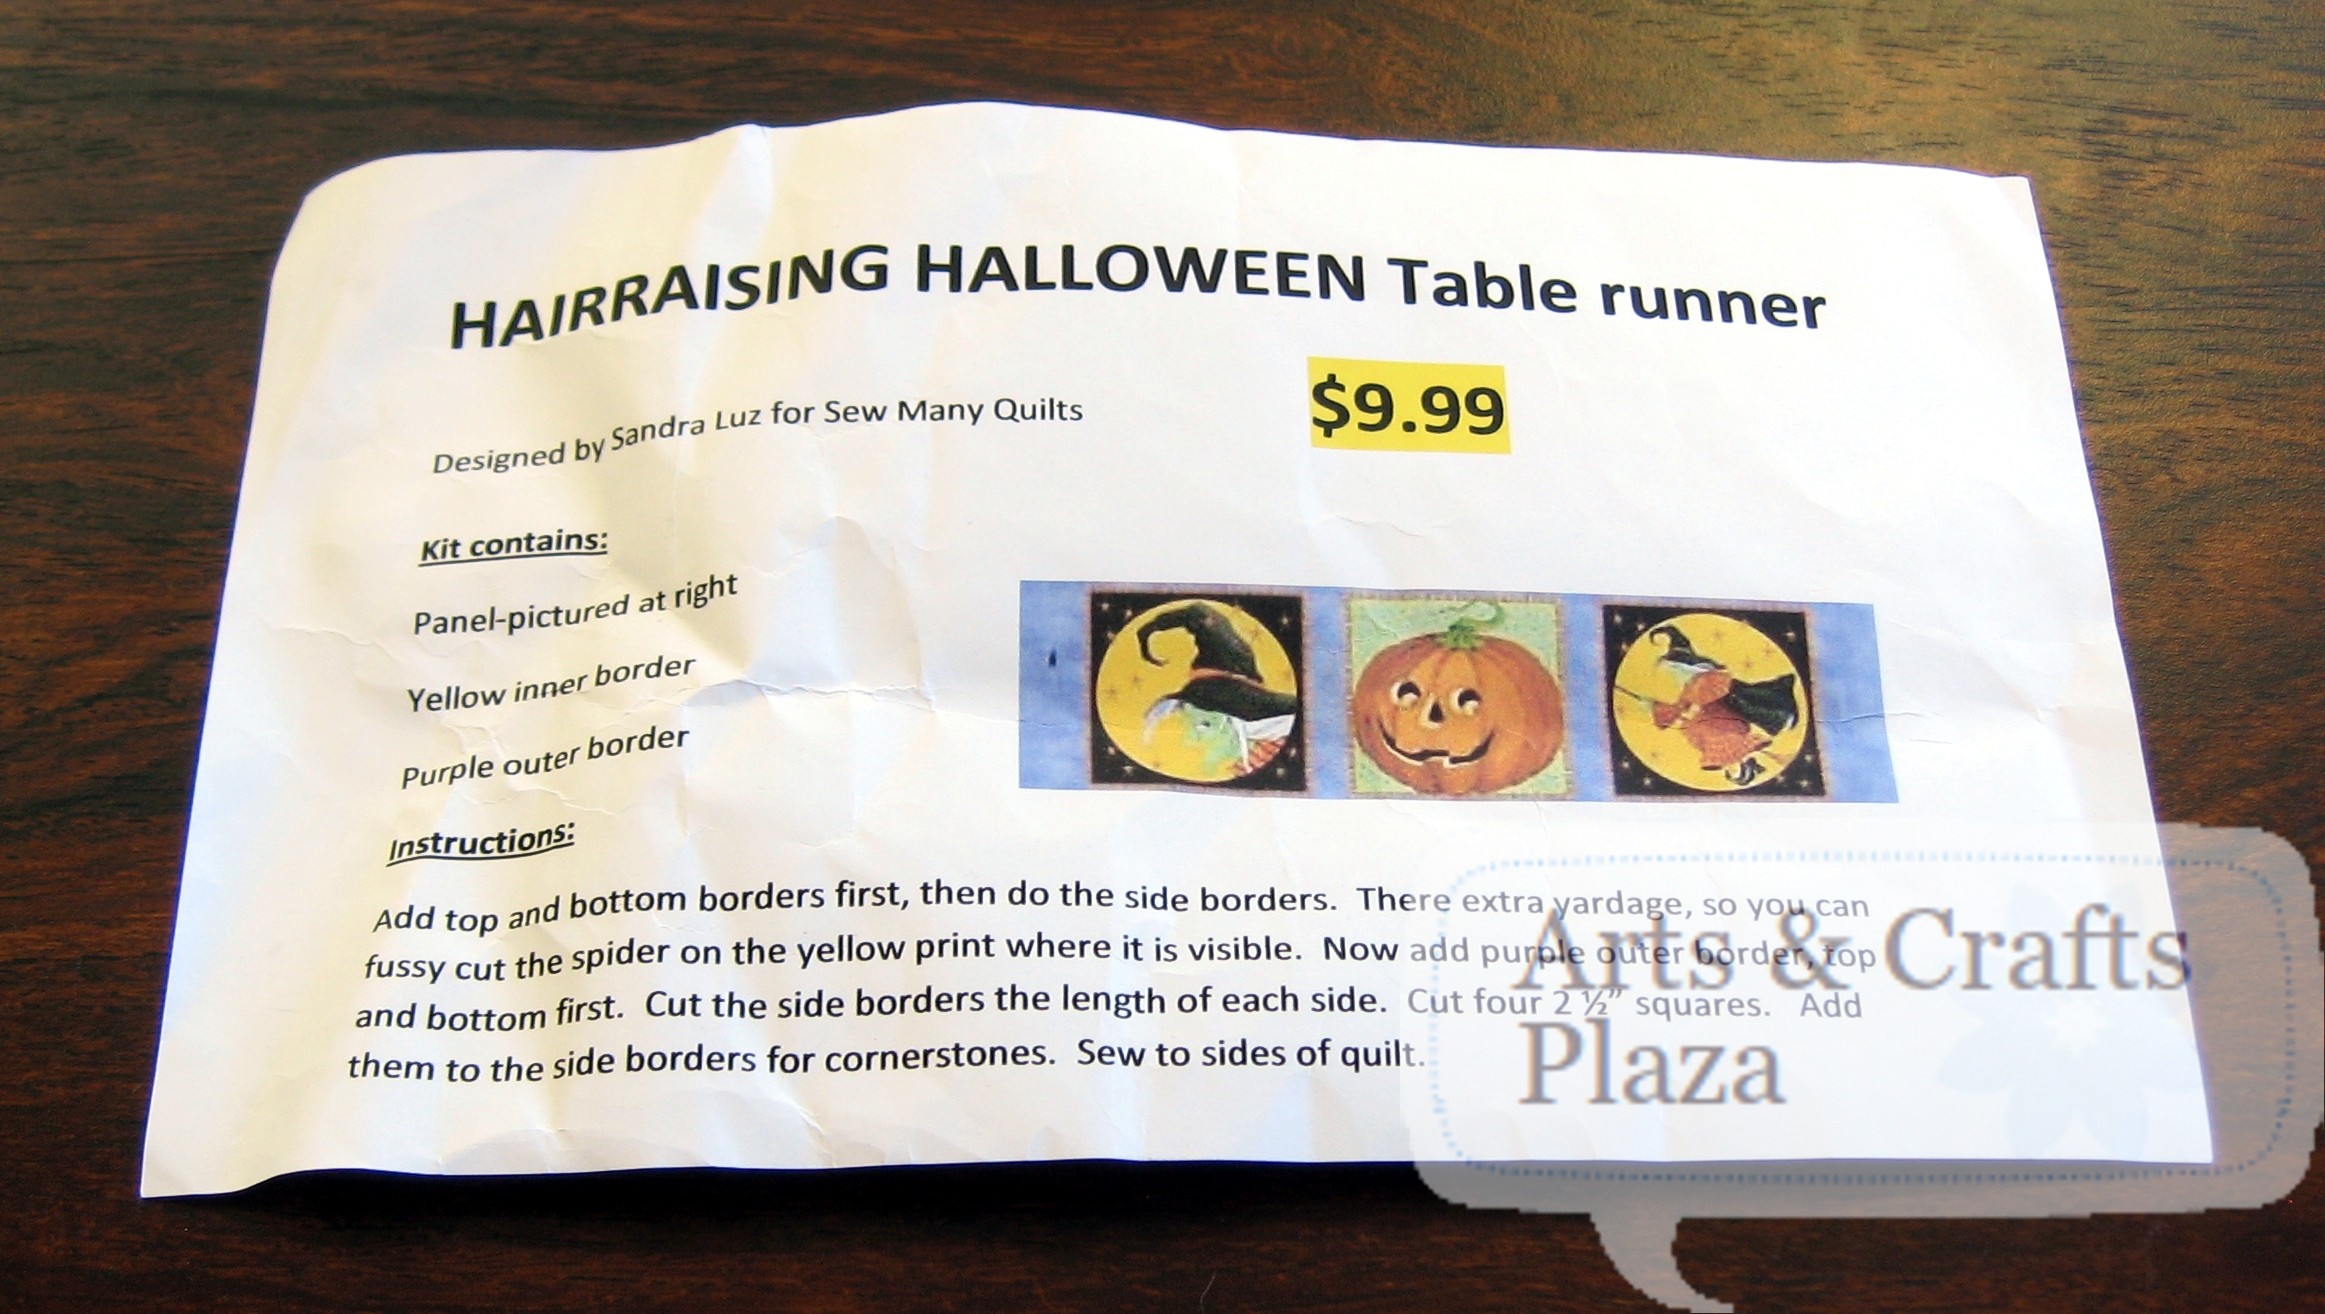 HAIRRAISING HALLOWEEN Table runner
$9.99
Designed by Sandra Luz for Sew Many Quilts
Kit contains:
Panel-pictured at right
Yellow inner border
Purple outer border
Instructions:
Add top and bottom borders first, then do the side borders.  There extra yardage, so you can
fussy cut the spider on the yellow print where it is visible.  Now add purple outer border, top
and bottom first.  Cut the side borders the length of each side.  Cut four 2 ½” squares.  Add
them to the side borders for cornerstones.  Sew to sides of quilt.
Arts & Crafts
Plaza